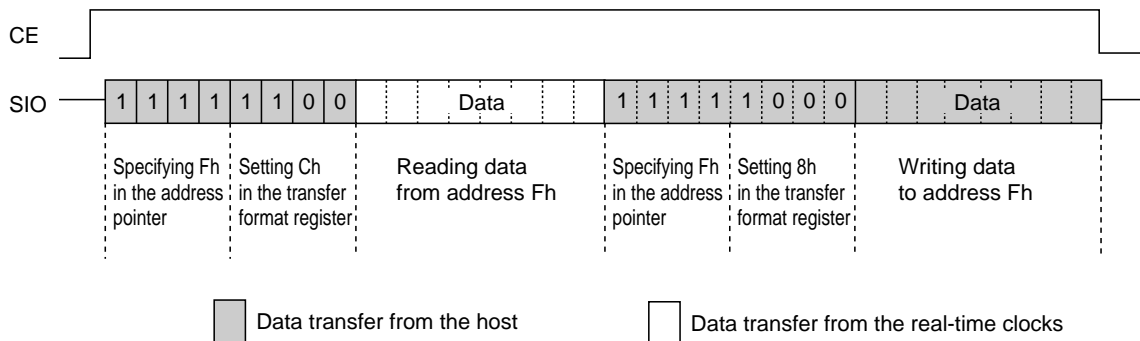 CE
SIO 1 1 1 1 1 1 0 0 Data 1 1 1 1 1 0 0 0 Data
Specifying Fh in the address pointer
Setting Ch in the transfer format register
Reading data from address Fh
Specifying Fh in the address pointer
Setting 8h in the transfer format register
Writing data to address Fh
Data transfer from the host
Data transfer from the real-time clocks